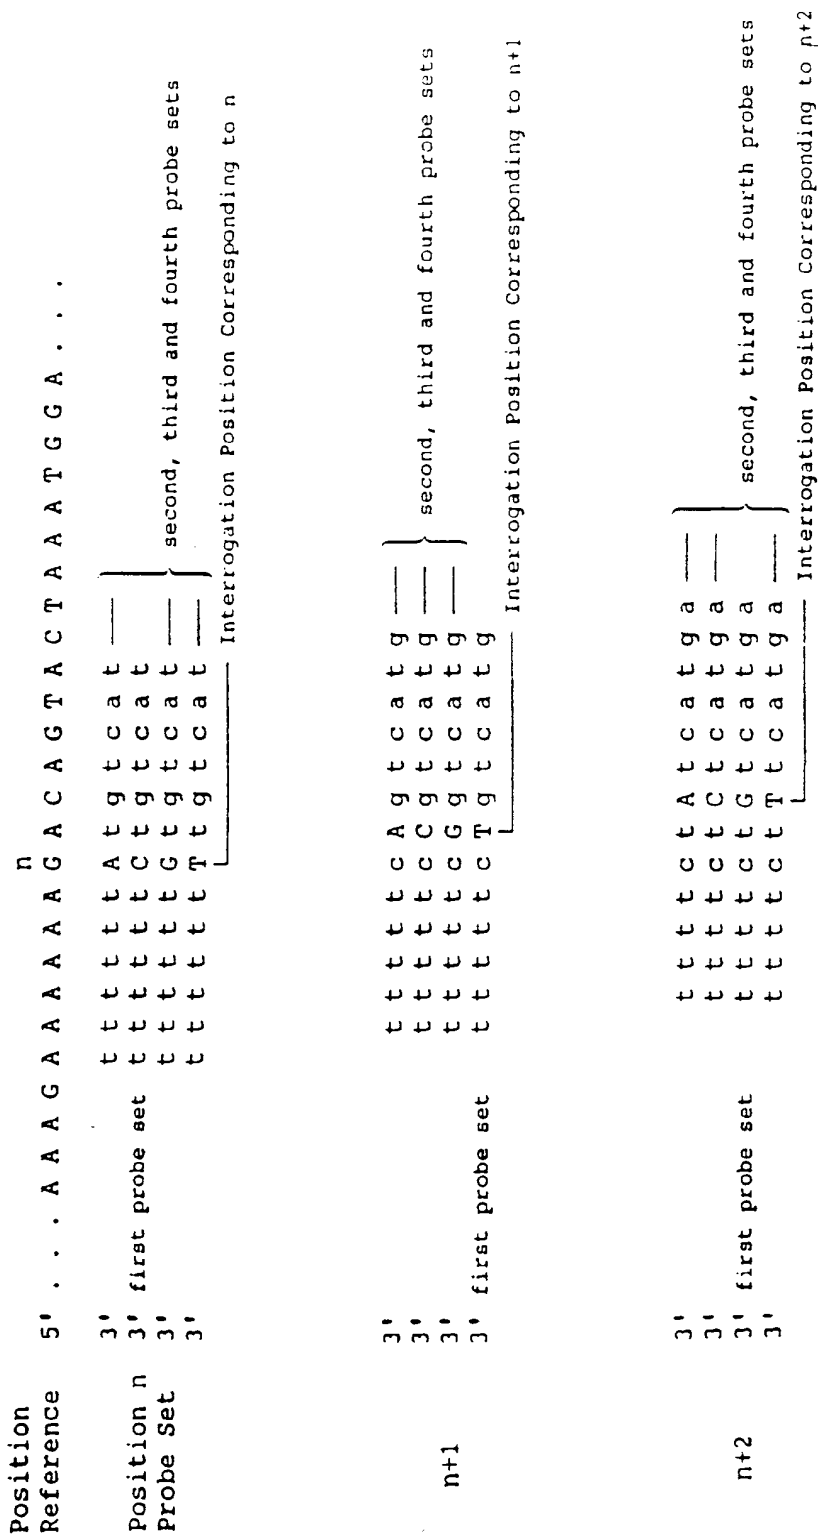 Position n
Reference 5' . . . A A A G A A A A A A G A C A G T A C T A A A T G G A . . .
3' t t t t t t A t g t c a t
Position n 3' first probe set t t t t t t C t g t c a t
Probe Set 3' t t t t t t G t g t c a t second, third and fourth probe sets
3' t t t t t t T t g t c a t
Interrogation Position Corresponding to n
3' t t t t t c A g t c a t g
n+1 3' t t t t t c C g t c a t g second, third and fourth probe sets
3' t t t t t c G g t c a t g
3' first probe set t t t t t c T g t c a t g
Interrogation Position Corresponding to n+1
3' t t t t c t A t c a t g a
3' t t t t c t C t c a t g a
n+2 3' first probe set t t t t c t G t c a t g a second, third and fourth probe sets
3' t t t t c t T t c a t g a
Interrogation Position Corresponding to n+2